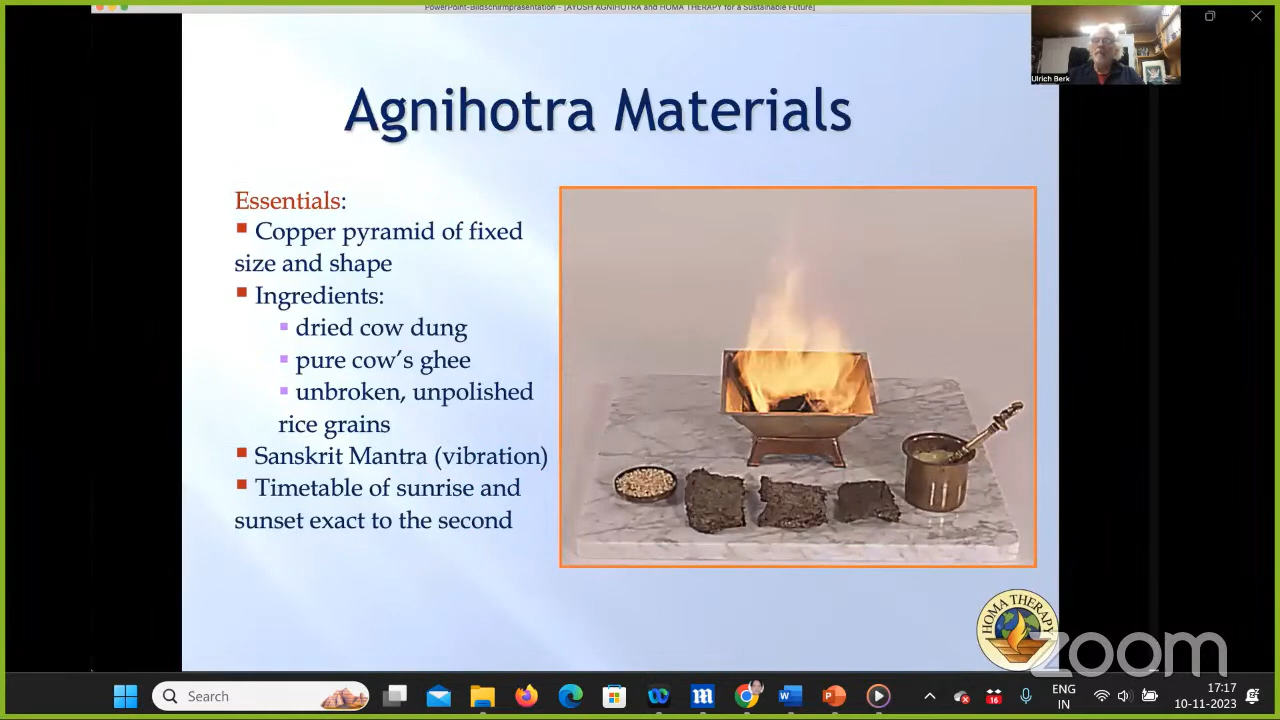 PowerPoint-Bildschirmpräsentation - [AYUSH AGNIHOTRA and HOMA THERAPY for a Sustainable Future]
Ulrich Berk
Agnihotra Materials
Essentials:
Copper pyramid of fixed
size and shape
Ingredients:
dried cow dung
pure cow’s ghee
unbroken, unpolished
rice grains
Sanskrit Mantra (vibration)
Timetable of sunrise and
sunset exact to the second
HOMA THERAPY
zoom
Search
16
ENG
IN
17:17
10-11-2023